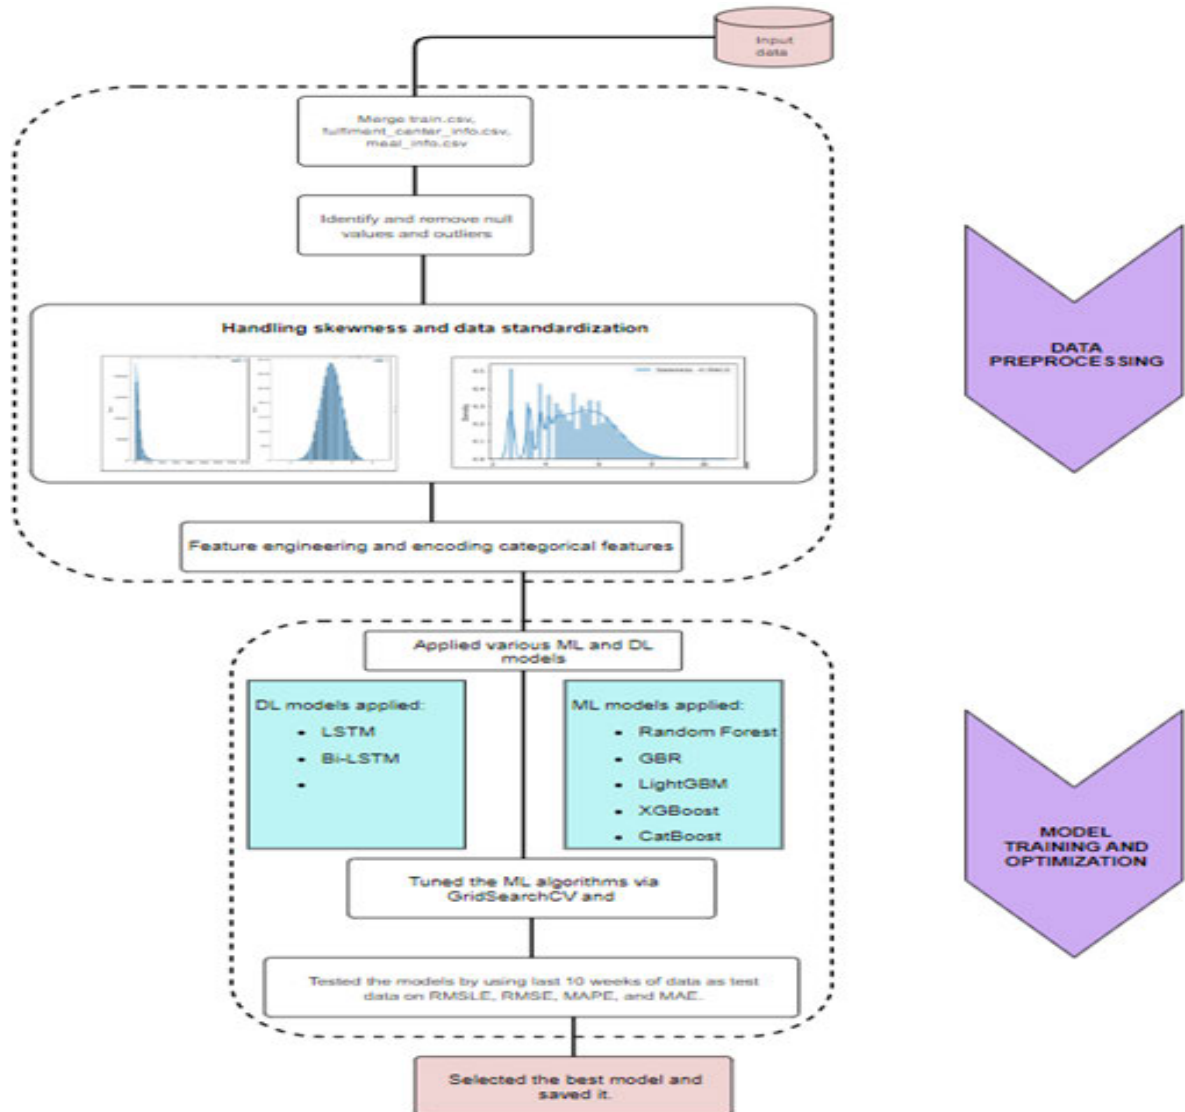 Input
data
Merge train.csv,
fulfilment_center_info.csv,
meal_info.csv
Identify and remove null
values and outliers
Handling skewness and data standardization
Density
Feature engineering and encoding categorical features
DATA
PREPROCESSING
Applied various ML and DL
models
DL models applied:
• LSTM
• Bi-LSTM
•
ML models applied:
• Random Forest
• GBR
• LightGBM
• XGBoost
• CatBoost
MODEL
TRAINING AND
OPTIMIZATION
Tuned the ML algorithms via
GridSearchCV and
Tested the models by using last 10 weeks of data as test
data on RMSLE, RMSE, MAPE, and MAE.
Selected the best model and
saved it.